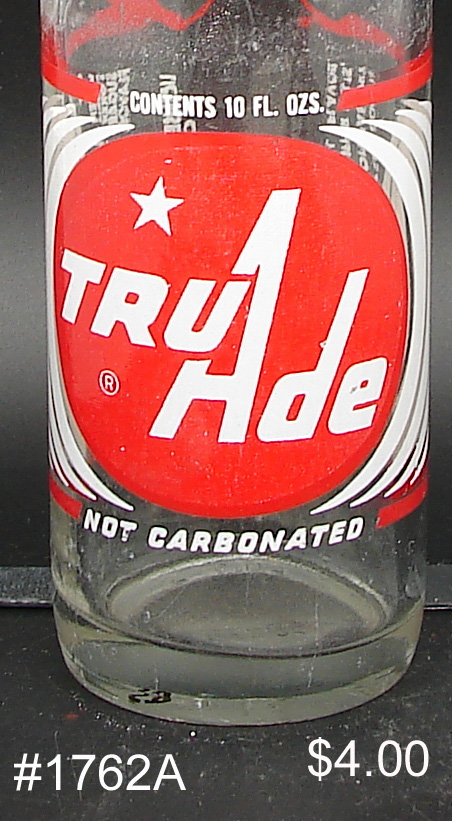 CONTENTS 10 FL. OZS.
TRU
Ade
®
NOT CARBONATED
#1762A
$4.00